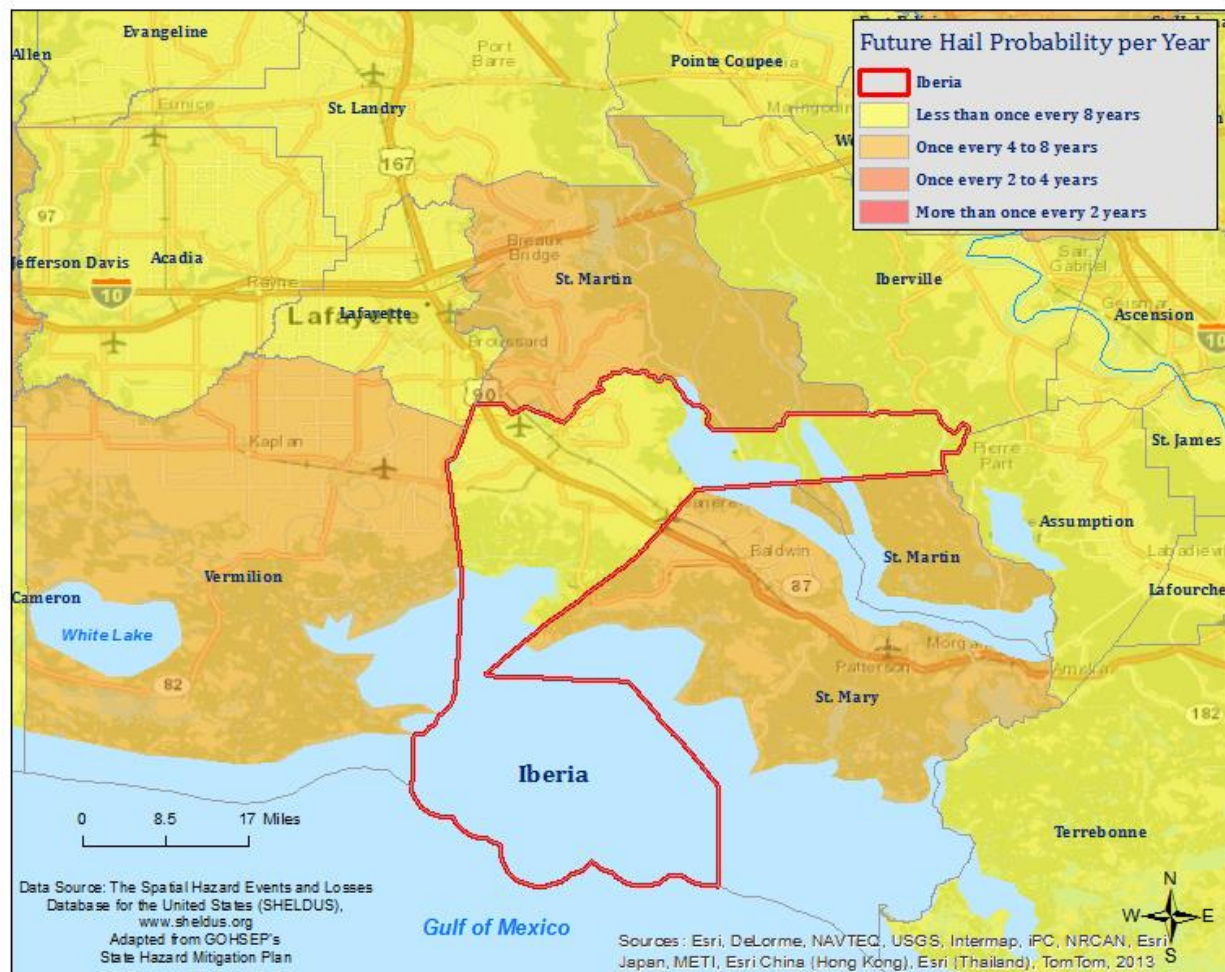 Future Hail Probability per Year
Iberia
Less than once every 8 years
Once every 4 to 8 years
Once every 2 to 4 years
More than once every 2 years
Evangeline
Allen
Port
Barre
Pointe Coupee
Eunice
St. Landry
Maringouin
167
97
Jefferson Davis
Acadia
Rayne
10
Lafayette
Lafayette
Breaux
Bridge
St. Martin
Iberville
Gabriel
Geismar
Ascension
10
Broussard
90
Kaplan
Pierre
Part
St. James
Assumption
Baldwin
St. Martin
87
Vermilion
Cameron
White Lake
82
Lafourche
Patterson
St. Mary
182
Iberia
Terrebonne
0 8.5 17 Miles
Data Source: The Spatial Hazard Events and Losses
Database for the United States (SHELDUS),
www.sheldus.org
Adapted from GOHSEP's
State Hazard Mitigation Plan
Gulf of Mexico
N
W E
S
Sources: Esri, DeLorme, NAVTEQ, USGS, Intermap, iPC, NRCAN, Esri
Japan, METI, Esri China (Hong Kong), Esri (Thailand), TomTom, 2013